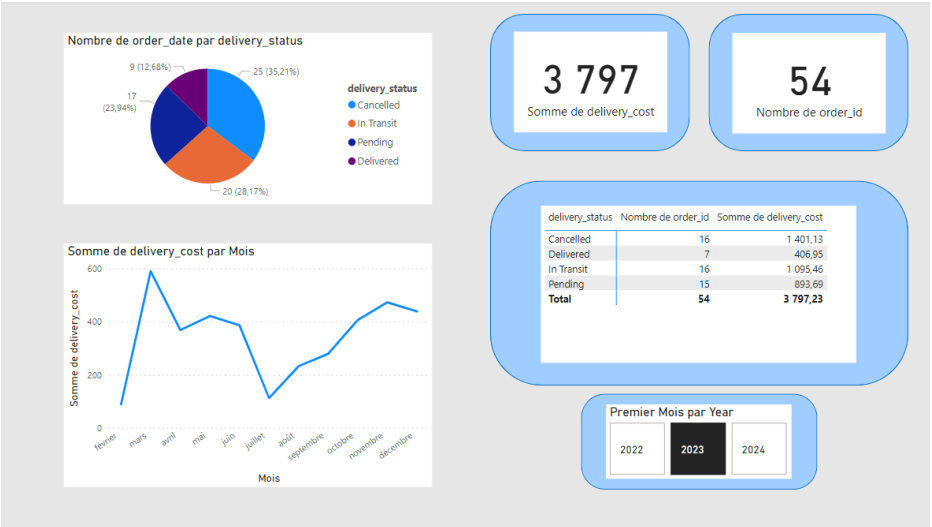 Nombre de order_date par delivery_status
9 (12,68%)
25 (35,21%)
17
(23,94%)
20 (28,17%)
delivery_status
Cancelled
In Transit
Pending
Delivered
3 797
Somme de delivery_cost
54
Nombre de order_id
delivery_status Nombre de order_id Somme de delivery_cost
Cancelled 16 1 401,13
Delivered 7 406,95
In Transit 16 1 095,46
Pending 15 893,69
Total 54 3 797,23
Somme de delivery_cost par Mois
Somme de delivery_cost
600
400
200
0
février mars avril mai juin juillet août septembre octobre novembre décembre
Mois
Premier Mois par Year
2022 2023 2024